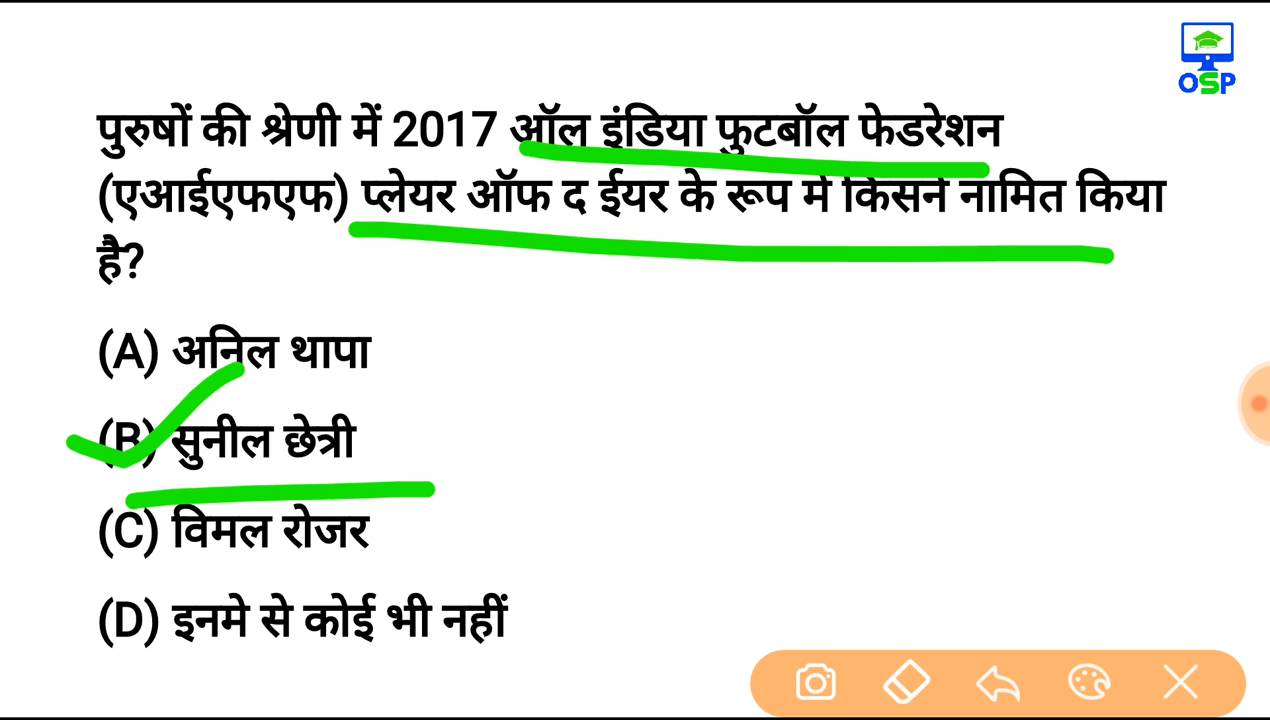 OSP
पुरुषों की श्रेणी में 2017 ऑल इंडिया फुटबॉल फेडरेशन
(एआईएफएफ) प्लेयर ऑफ द ईयर के रूप में किसने नामित किया
है?
(A) अनिल थापा
(B) सुनील छेत्री
(C) विमल रोजर
(D) इनमे से कोई भी नहीं